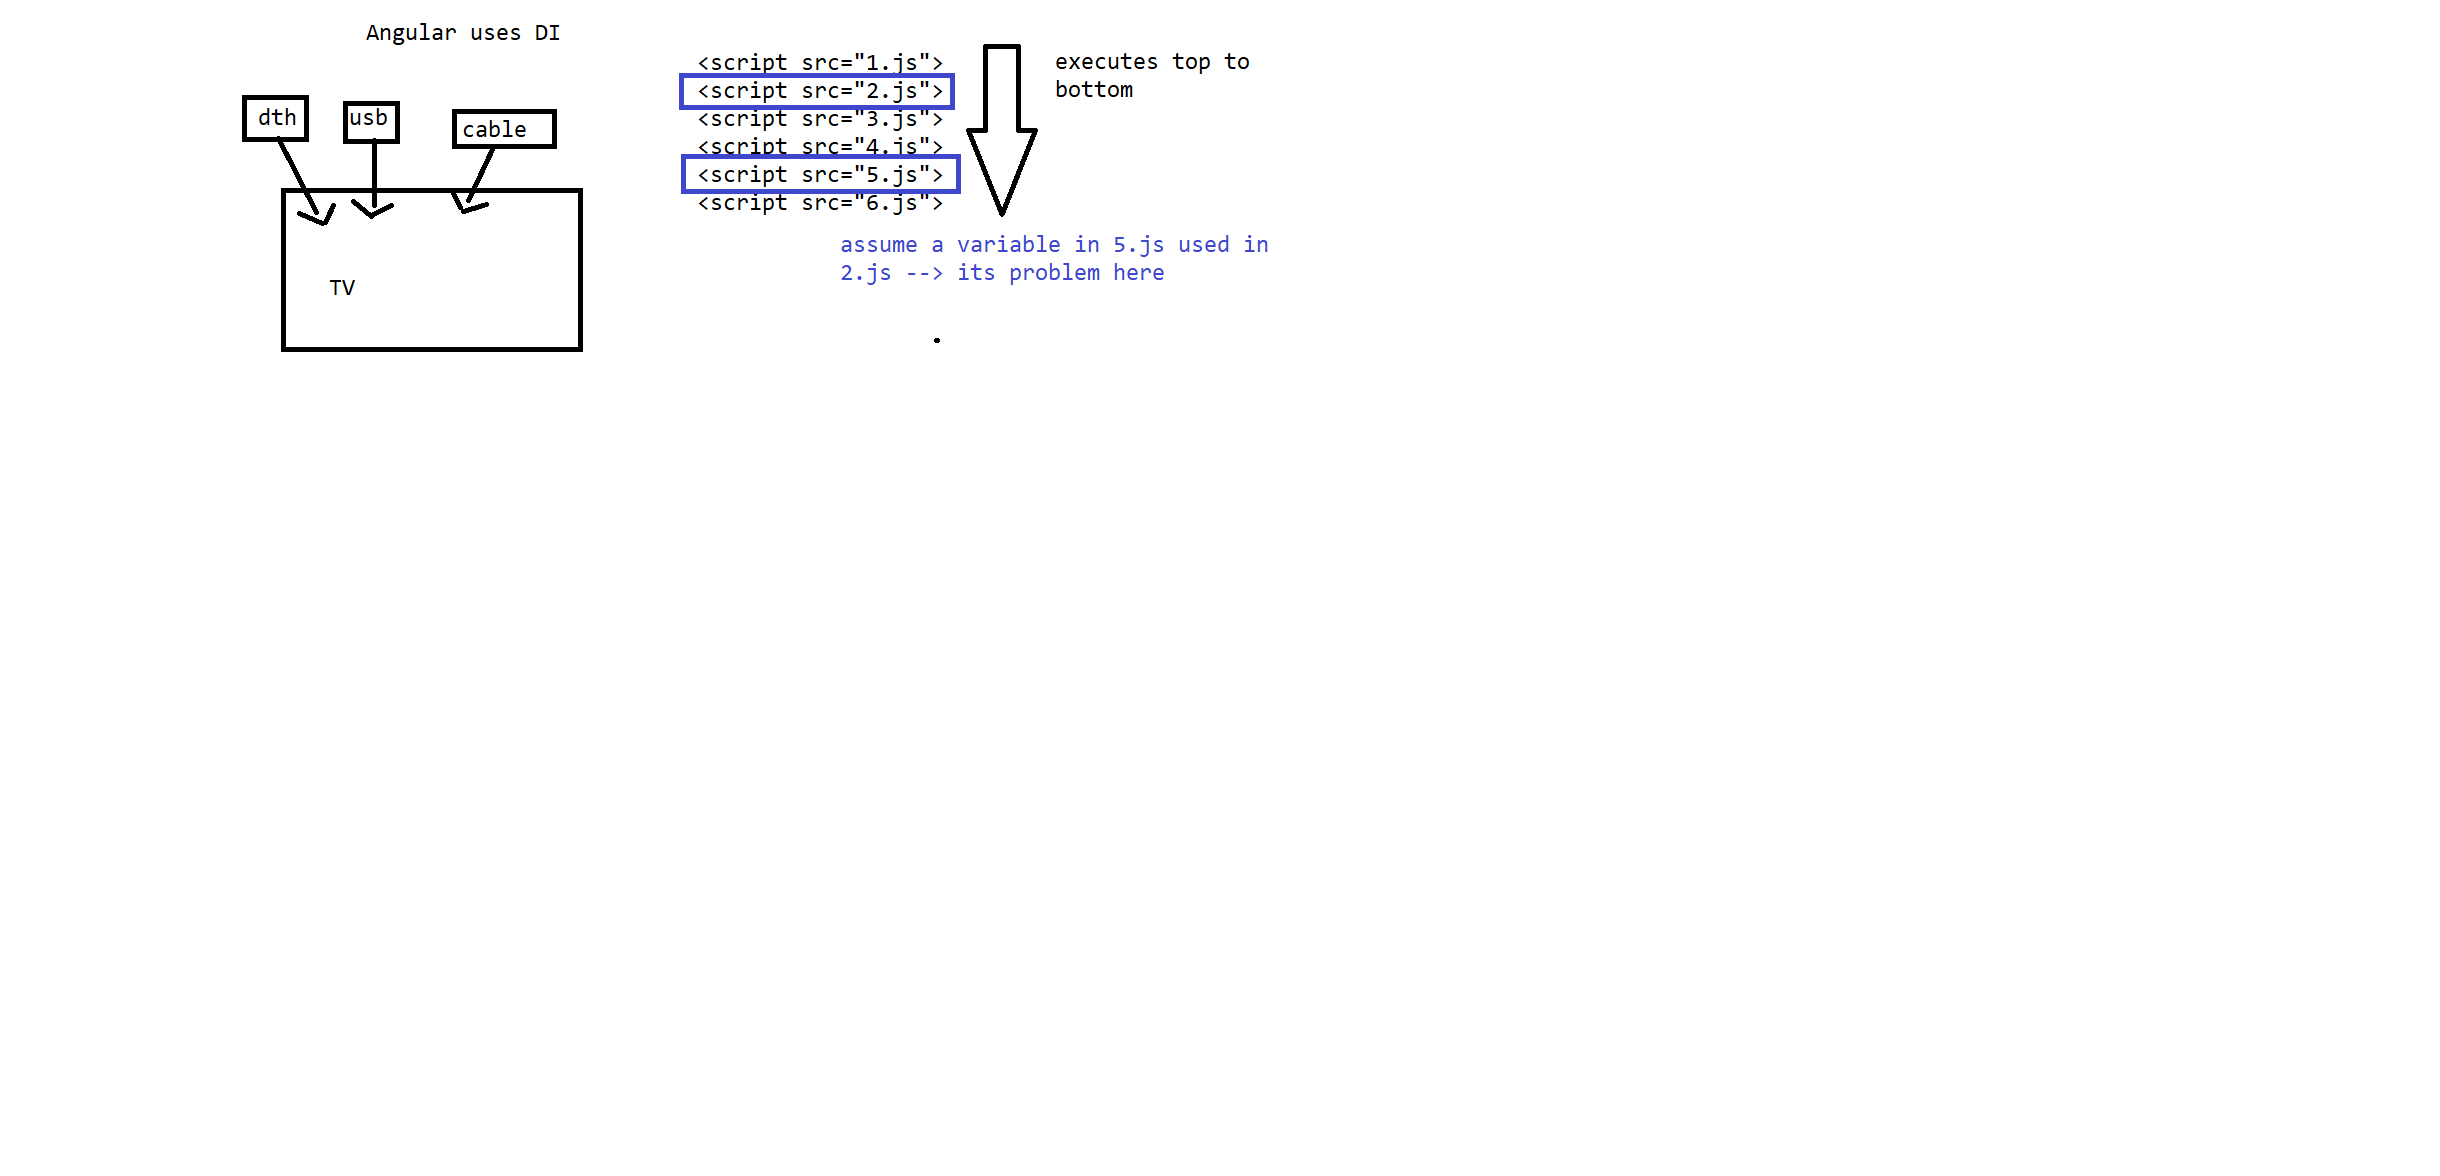 Angular uses DI
dth
usb
cable
TV
<script src="1.js">
<script src="2.js">
<script src="3.js">
<script src="4.js">
<script src="5.js">
<script src="6.js">
executes top to
bottom
assume a variable in 5.js used in
2.js --> its problem here